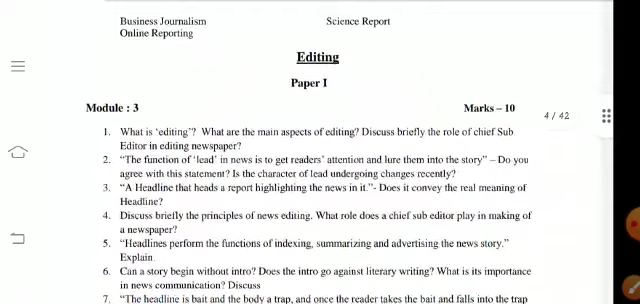 Business Journalism Science Report
Online Reporting
Editing
Paper I
Module : 3 Marks – 10
4 / 42
1. What is 'editing'? What are the main aspects of editing? Discuss briefly the role of chief Sub
Editor in editing newspaper?
2. "The function of 'lead' in news is to get readers' attention and lure them into the story" – Do you
agree with this statement? Is the character of lead undergoing changes recently?
3. "A Headline that heads a report highlighting the news in it."- Does it convey the real meaning of
Headline?
4. Discuss briefly the principles of news editing. What role does a chief sub editor play in making of
a newspaper?
5. "Headlines perform the functions of indexing, summarizing and advertising the news story."
Explain.
6. Can a story begin without intro? Does the intro go against literary writing? What is its importance
in news communication? Discuss
7. "The headline is bait and the body a trap, and once the reader takes the bait and falls into the trap